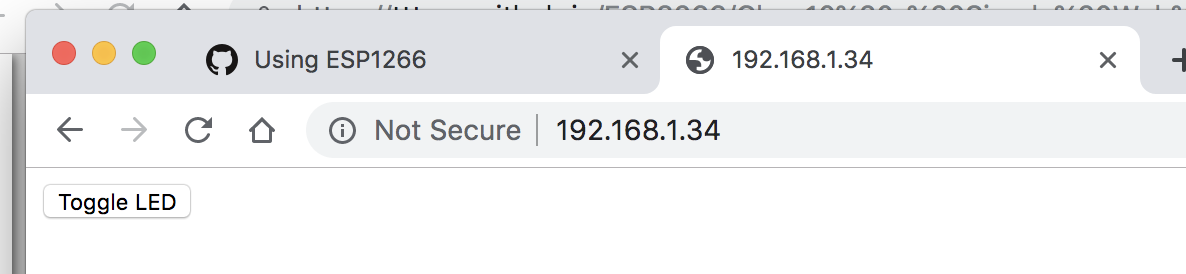 Using ESP1266
192.168.1.34
Not Secure
192.168.1.34
Toggle LED